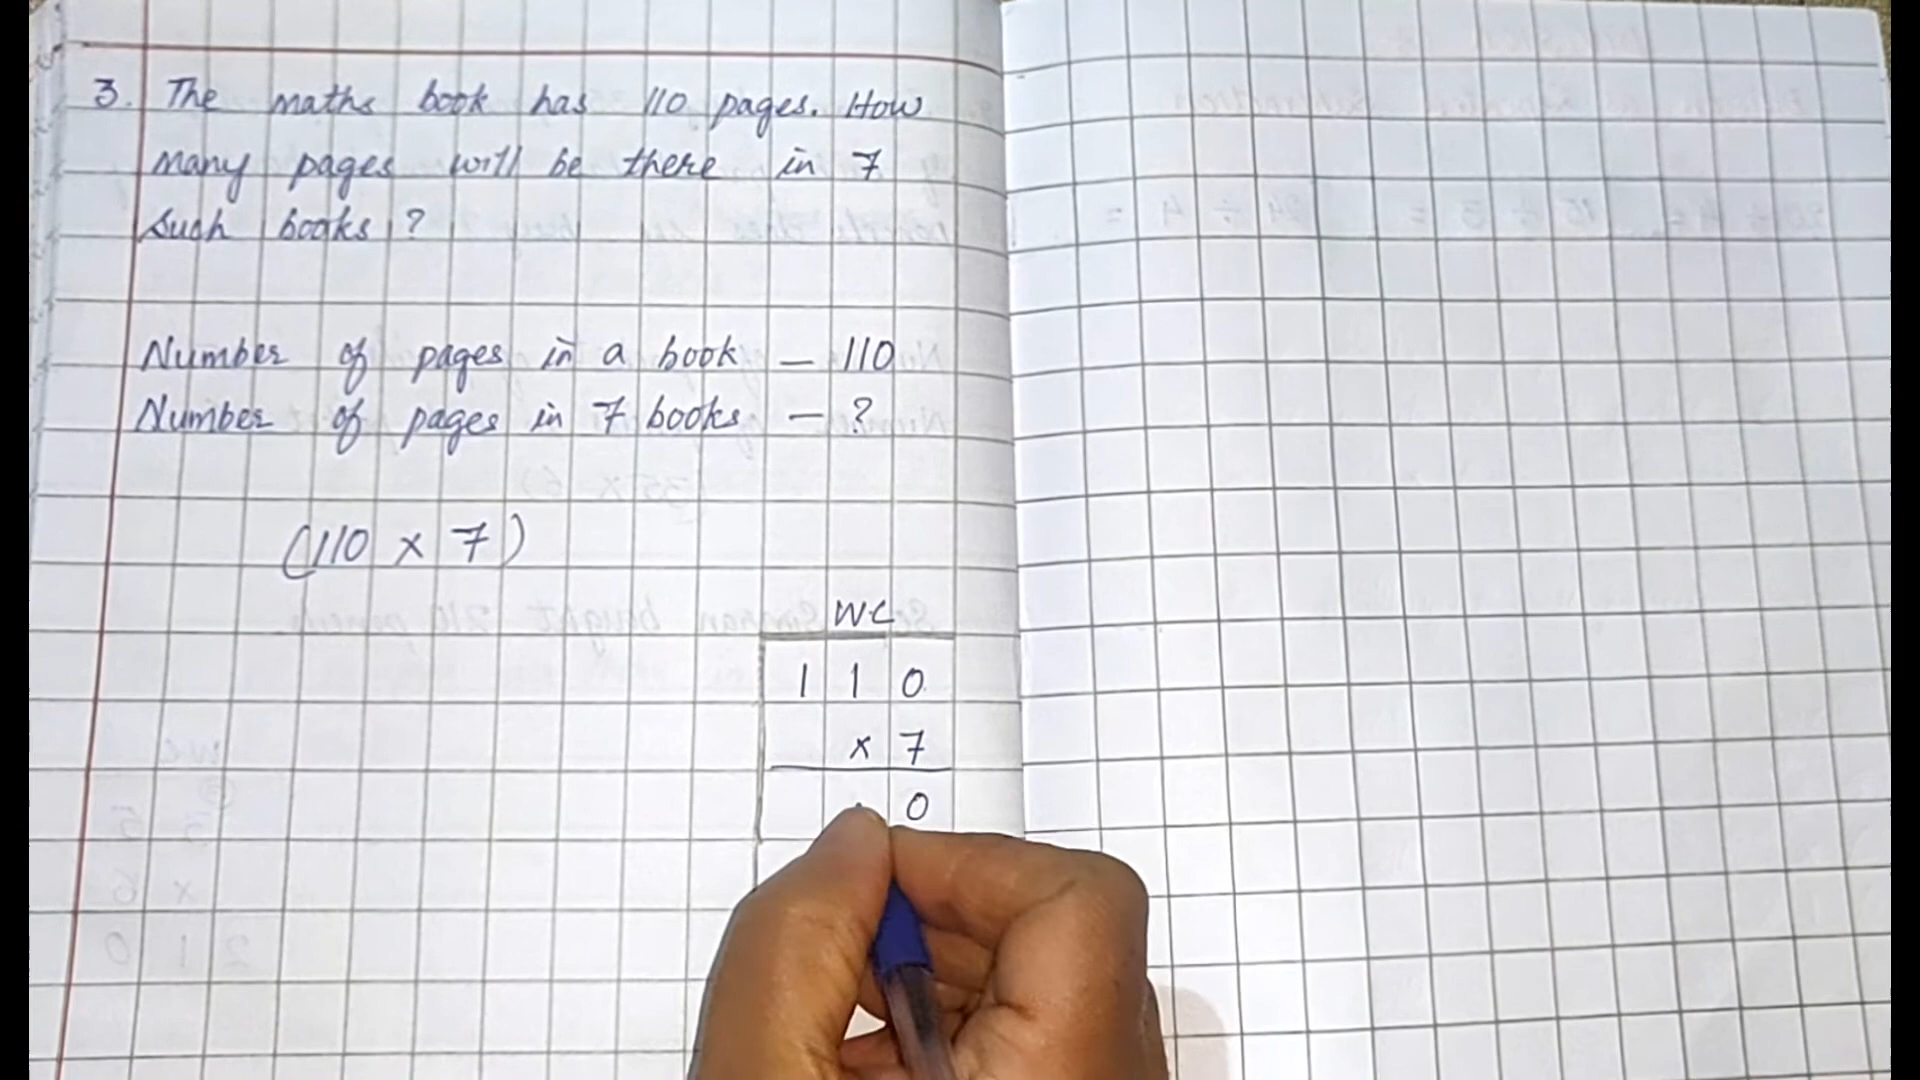 3. The maths book has 110 pages. How
many pages will be there in 7
such books?
Number of pages in a book — 110
Number of pages in 7 books — ?
(110 x 7)
WC
1 1 0
x 7
0